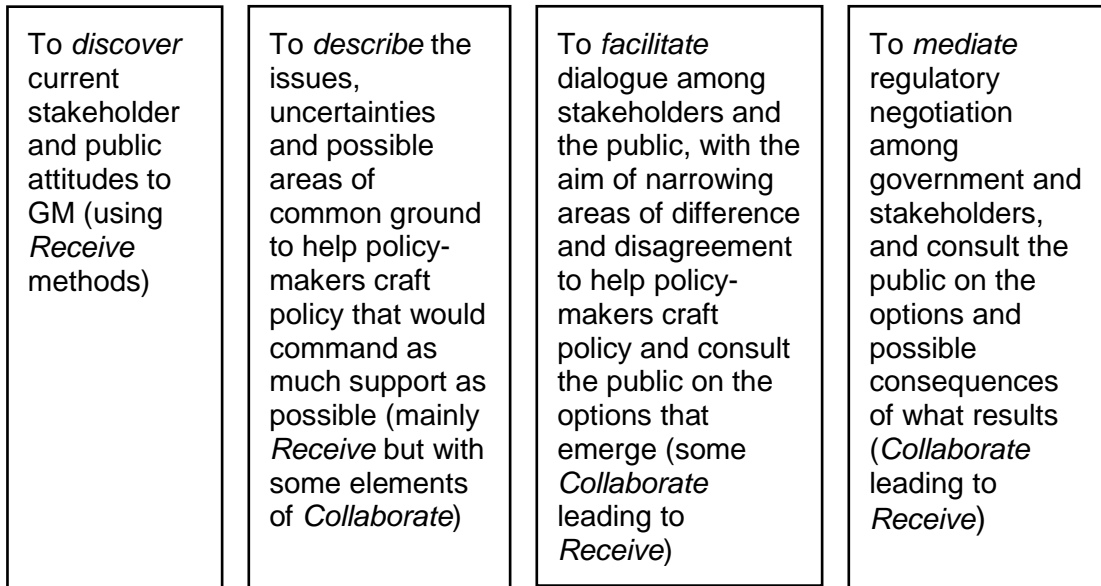 To discover
current
stakeholder
and public
attitudes to
GM (using
Receive
methods)
To describe the
issues,
uncertainties
and possible
areas of
common ground
to help policy-
makers craft
policy that would
command as
much support as
possible (mainly
Receive but with
some elements
of Collaborate)
To facilitate
dialogue among
stakeholders and
the public, with the
aim of narrowing
areas of difference
and disagreement
to help policy-
makers craft
policy and consult
the public on the
options that
emerge (some
Collaborate
leading to
Receive)
To mediate
regulatory
negotiation
among
government and
stakeholders,
and consult the
public on the
options and
possible
consequences
of what results
(Collaborate
leading to
Receive)